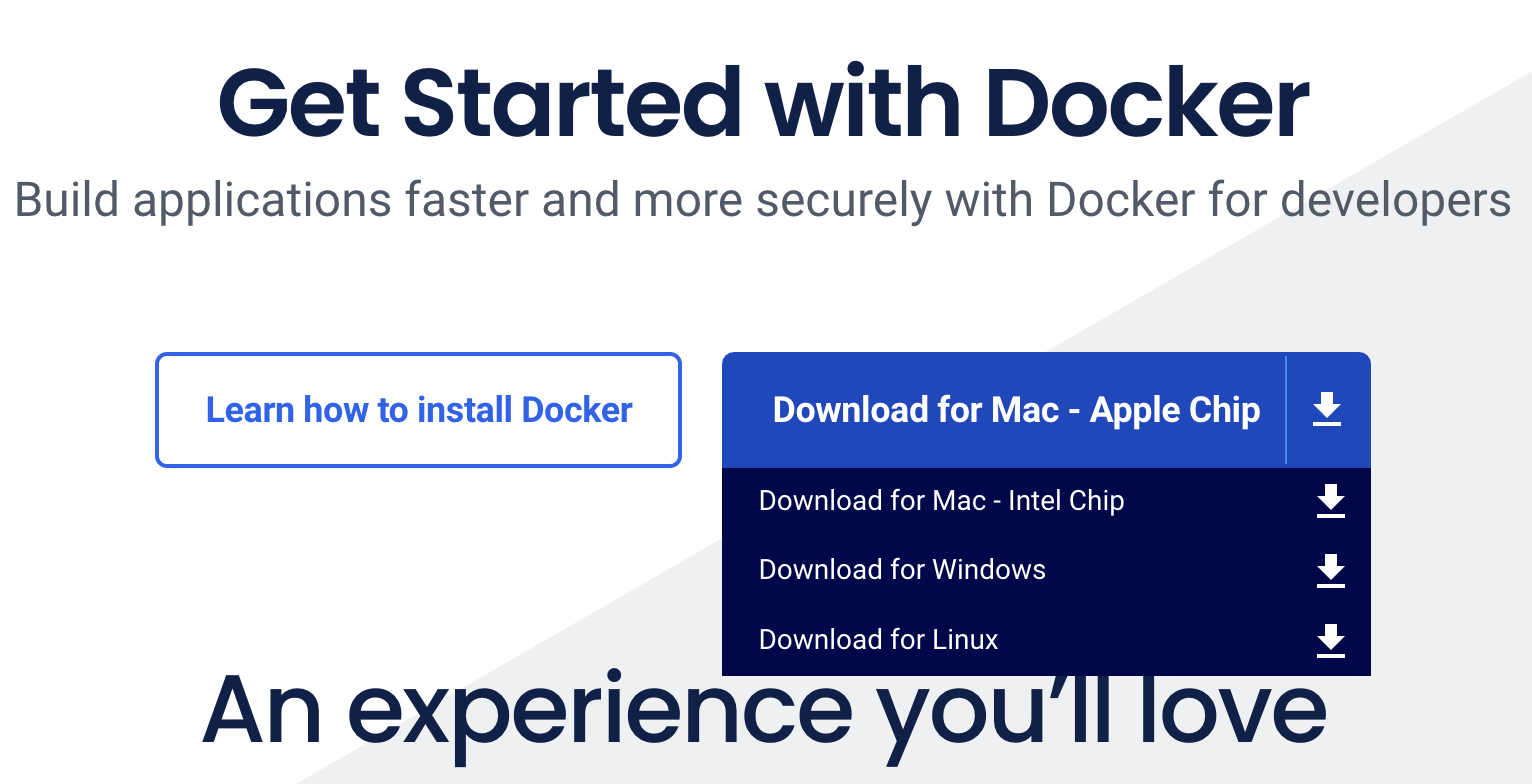 Get Started with Docker
Build applications faster and more securely with Docker for developers
Learn how to install Docker
Download for Mac - Apple Chip
Download for Mac - Intel Chip
Download for Windows
Download for Linux
An experience you’ll love